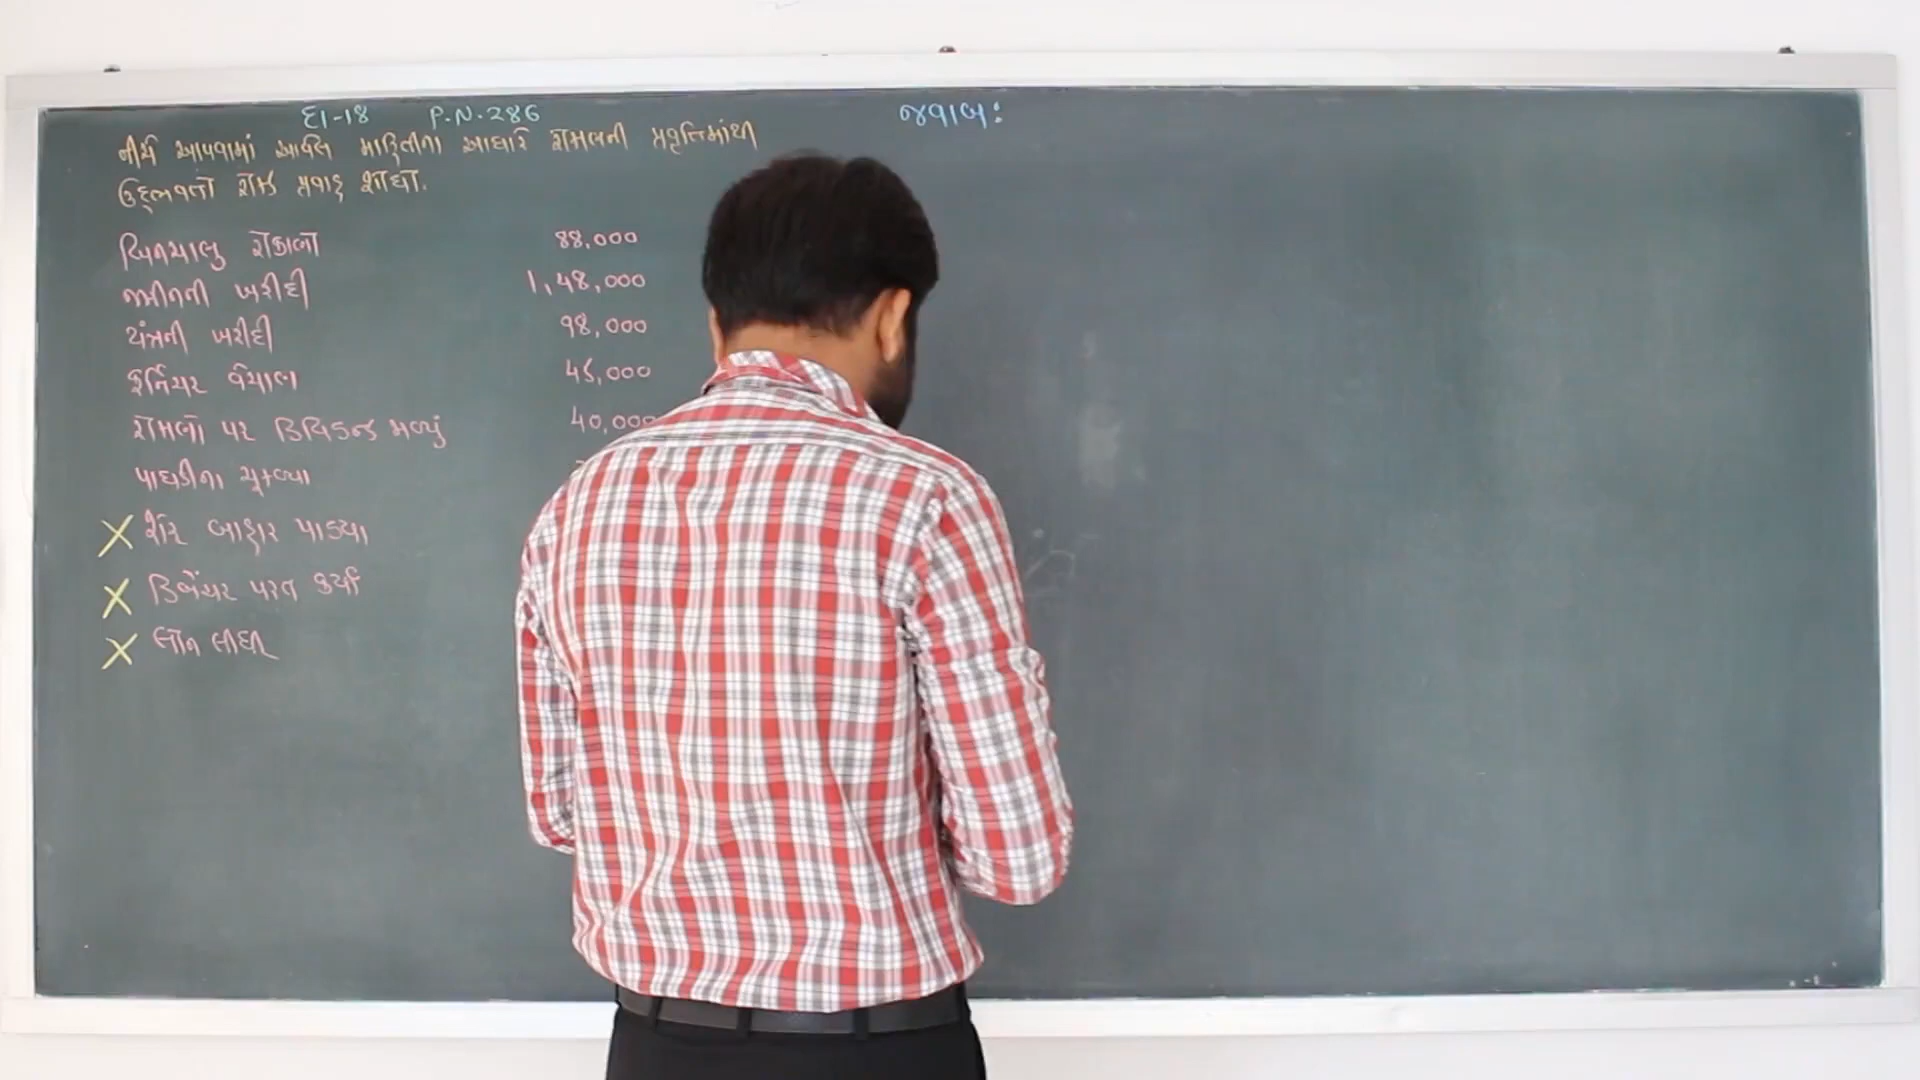 દા-18 P.N.286
નીચે આપવામાં આવેલ માહિતીના આધારે રોકાણની પ્રવૃત્તિમાંથી
ઉદ્ભવતો રોકડ પ્રવાહ શોધો.
બિનચાલુ રોકાણો 88,000
જમીનની ખરીદી 1,48,000
યંત્રની ખરીદી 98,000
ફર્નિચર વેચાણ 45,000
રોકાણો પર ડિવિડન્ડ મળ્યું 40,000
પાઘડીના ચૂકવ્યા
X શેર બાહાર પાડયા
X ડિબેંચર પરત કર્યા
X લોન લીધી
જવાબ: